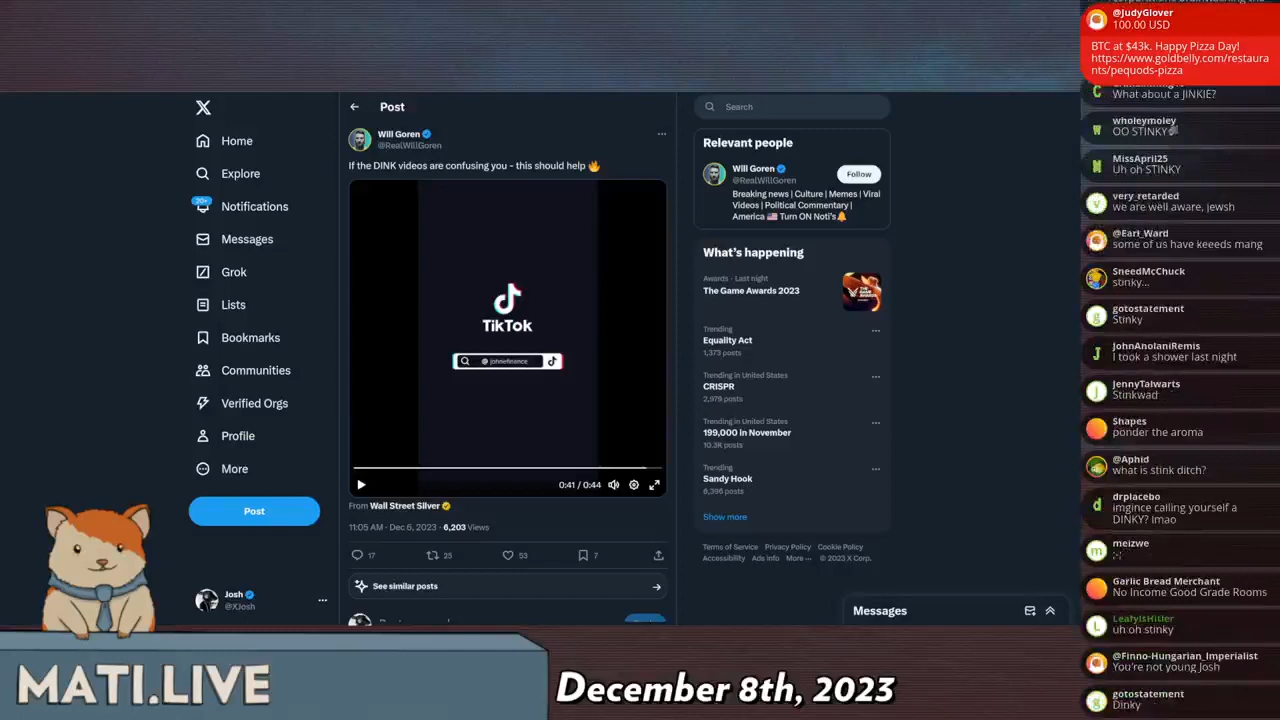 Home
Explore
20+
Notifications
Messages
Grok
Lists
Bookmarks
Communities
Verified Orgs
Profile
More
Post
Josh
@XJosh
Post
Will Goren
@RealWillGoren
If the DINK videos are confusing you - this should help 🔥
TikTok
@ johnefinance
0:41 / 0:44
From Wall Street Silver
11:05 AM · Dec 6, 2023 · 6,203 Views
17
25
53
7
See similar posts
Search
Relevant people
Will Goren
@RealWillGoren
Follow
Breaking news | Culture | Memes | Viral
Videos | Political Commentary |
America 🇺🇸 Turn ON Noti's🔔
What's happening
Awards · Last night
The Game Awards 2023
Trending
Equality Act
1,373 posts
Trending in United States
CRISPR
2,979 posts
Trending in United States
199,000 in November
10.3K posts
Trending
Sandy Hook
6,396 posts
Show more
Terms of Service Privacy Policy Cookie Policy
Accessibility Ads info More ··· © 2023 X Corp.
Messages
@JudyGlover
100.00 USD
BTC at $43k. Happy Pizza Day!
https://www.goldbelly.com/restaura
nts/pequods-pizza
What about a JINKIE?
wholeymoley
OO STINKY
MissApril25
Uh oh STINKY
very_retarded
we are well aware, jewsh
@Earl_Ward
some of us have keeeds mang
SneedMcChuck
stinky...
gotostatement
Stinky
JohnAholaniRemis
I took a shower last night
JennyTalwarts
Stinkwad
Shapes
ponder the aroma
@Aphid
what is stink ditch?
drplacebo
imgince calling yourself a
DINKY? lmao
meizwe
;-;
Garlic Bread Merchant
No Income Good Grade Rooms
LeafyIsHitler
uh oh stinky
@Finno-Hungarian_Imperialist
You're not young Josh
gotostatement
Dinky
MATI.LIVE
December 8th, 2023